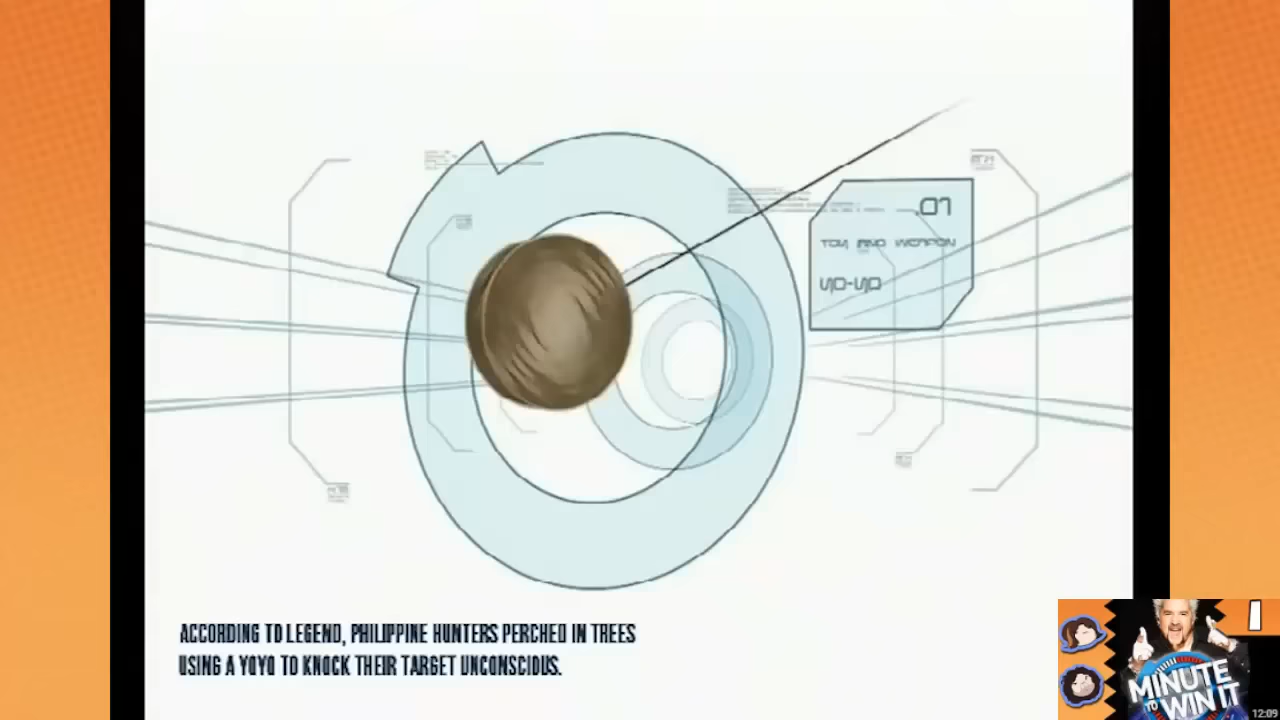 .01
TOY AND WEAPON
YO-YO
ACCORDING TO LEGEND, PHILIPPINE HUNTERS PERCHED IN TREES
USING A YOYO TO KNOCK THEIR TARGET UNCONSCIOUS.
MINUTE
TO WIN IT
12:09